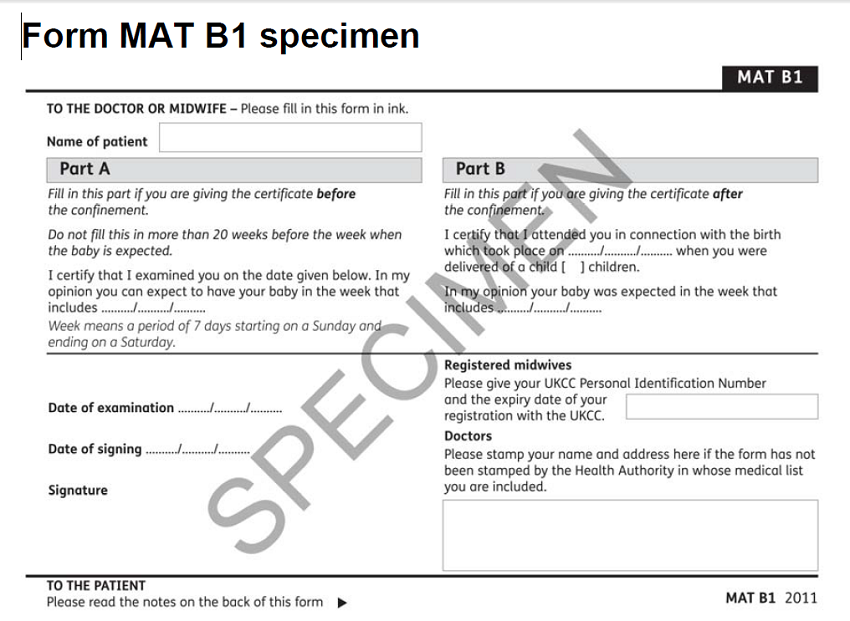 Form MAT B1 specimen
MAT B1
TO THE DOCTOR OR MIDWIFE – Please fill in this form in ink.
Name of patient
Part A
Fill in this part if you are giving the certificate before
the confinement.
Do not fill this in more than 20 weeks before the week when
the baby is expected.
I certify that I examined you on the date given below. In my
opinion you can expect to have your baby in the week that
includes ........../........../..........
Week means a period of 7 days starting on a Sunday and
ending on a Saturday.
Part B
Fill in this part if you are giving the certificate after
the confinement.
I certify that I attended you in connection with the birth
which took place on ........../........../.......... when you were
delivered of a child [    ] children.
In my opinion your baby was expected in the week that
includes ........../........../..........
Date of examination ........../........../..........
Date of signing ........../........../..........
Signature
Registered midwives
Please give your UKCC Personal Identification Number
and the expiry date of your
registration with the UKCC.
Doctors
Please stamp your name and address here if the form has not
been stamped by the Health Authority in whose medical list
you are included.
SPECIMEN
TO THE PATIENT
Please read the notes on the back of this form ►
MAT B1 2011